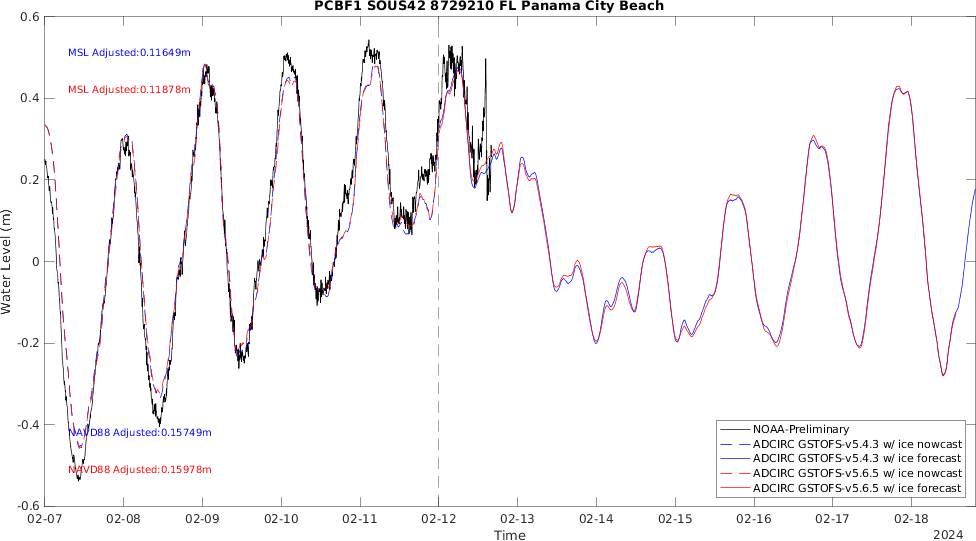 PCBF1 SOUS42 8729210 FL Panama City Beach
0.6
0.4
0.2
0
-0.2
-0.4
-0.6
Water Level (m)
MSL Adjusted:0.11649m
MSL Adjusted:0.11878m
NAVD88 Adjusted:0.15749m
NAVD88 Adjusted:0.15978m
NOAA-Preliminary
ADCIRC GSTOFS-v5.4.3 w/ ice nowcast
ADCIRC GSTOFS-v5.4.3 w/ ice forecast
ADCIRC GSTOFS-v5.6.5 w/ ice nowcast
ADCIRC GSTOFS-v5.6.5 w/ ice forecast
02-07 02-08 02-09 02-10 02-11 02-12 02-13 02-14 02-15 02-16 02-17 02-18
Time
2024